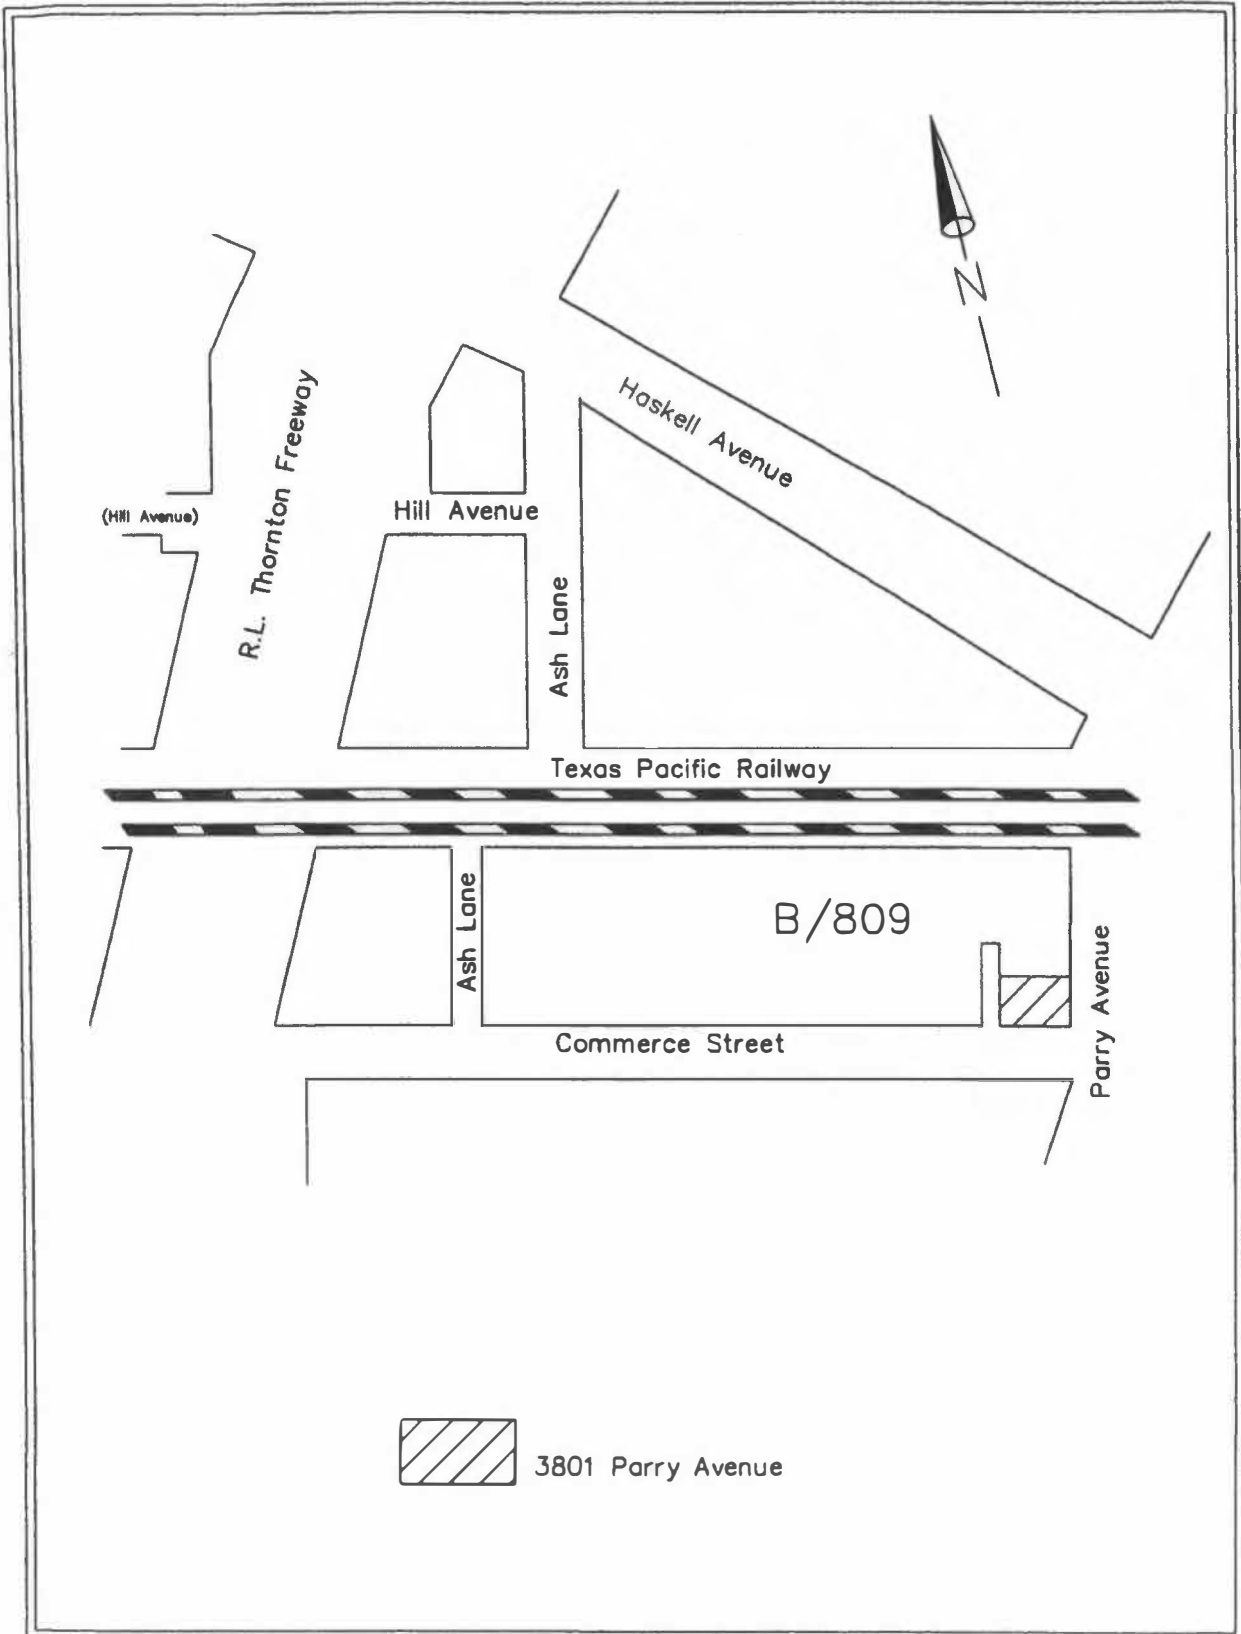 N
Haskell Avenue
R.L. Thornton Freeway
(Hill Avenue)
Hill Avenue
Ash Lane
Texas Pacific Railway
B/809
Ash Lane
Parry Avenue
Commerce Street
3801 Parry Avenue